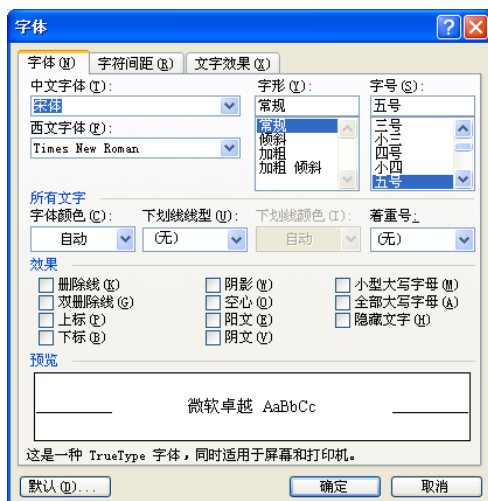 字体
字体(N) 字符间距(R) 文字效果(X)
中文字体(T): 字形(Y): 字号(S):
宋体 常规 五号
西文字体(F): 常规 三号
Times New Roman 倾斜 小三
加粗 四号
加粗 倾斜 小四
五号
所有文字
字体颜色(C): 下划线线型(U): 下划线颜色(I): 着重号:
自动 (无) 自动 (无)
效果
删除线(K) 阴影(W) 小型大写字母(M)
双删除线(G) 空心(O) 全部大写字母(A)
上标(P) 阳文(E) 隐藏文字(H)
下标(B) 阴文(V)
预览
微软卓越 AaBbCc
这是一种 TrueType 字体，同时适用于屏幕和打印机。
默认(D)... 确定 取消